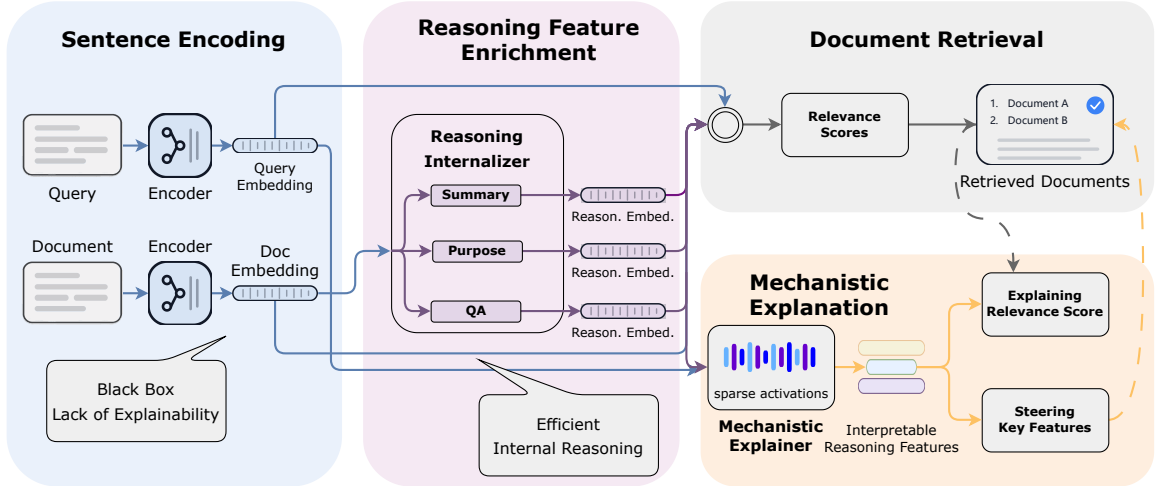 Sentence Encoding
Query
Encoder
Query
Embedding
Document
Encoder
Doc
Embedding
Black Box
Lack of Explainability
Reasoning Feature
Enrichment
Reasoning
Internalizer
Summary
Reason. Embed.
Purpose
Reason. Embed.
QA
Reason. Embed.
Efficient
Internal Reasoning
Document Retrieval
Relevance
Scores
1. Document A
2. Document B
Retrieved Documents
Mechanistic
Explanation
sparse activations
Mechanistic
Explainer
Interpretable
Reasoning Features
Explaining
Relevance Score
Steering
Key Features